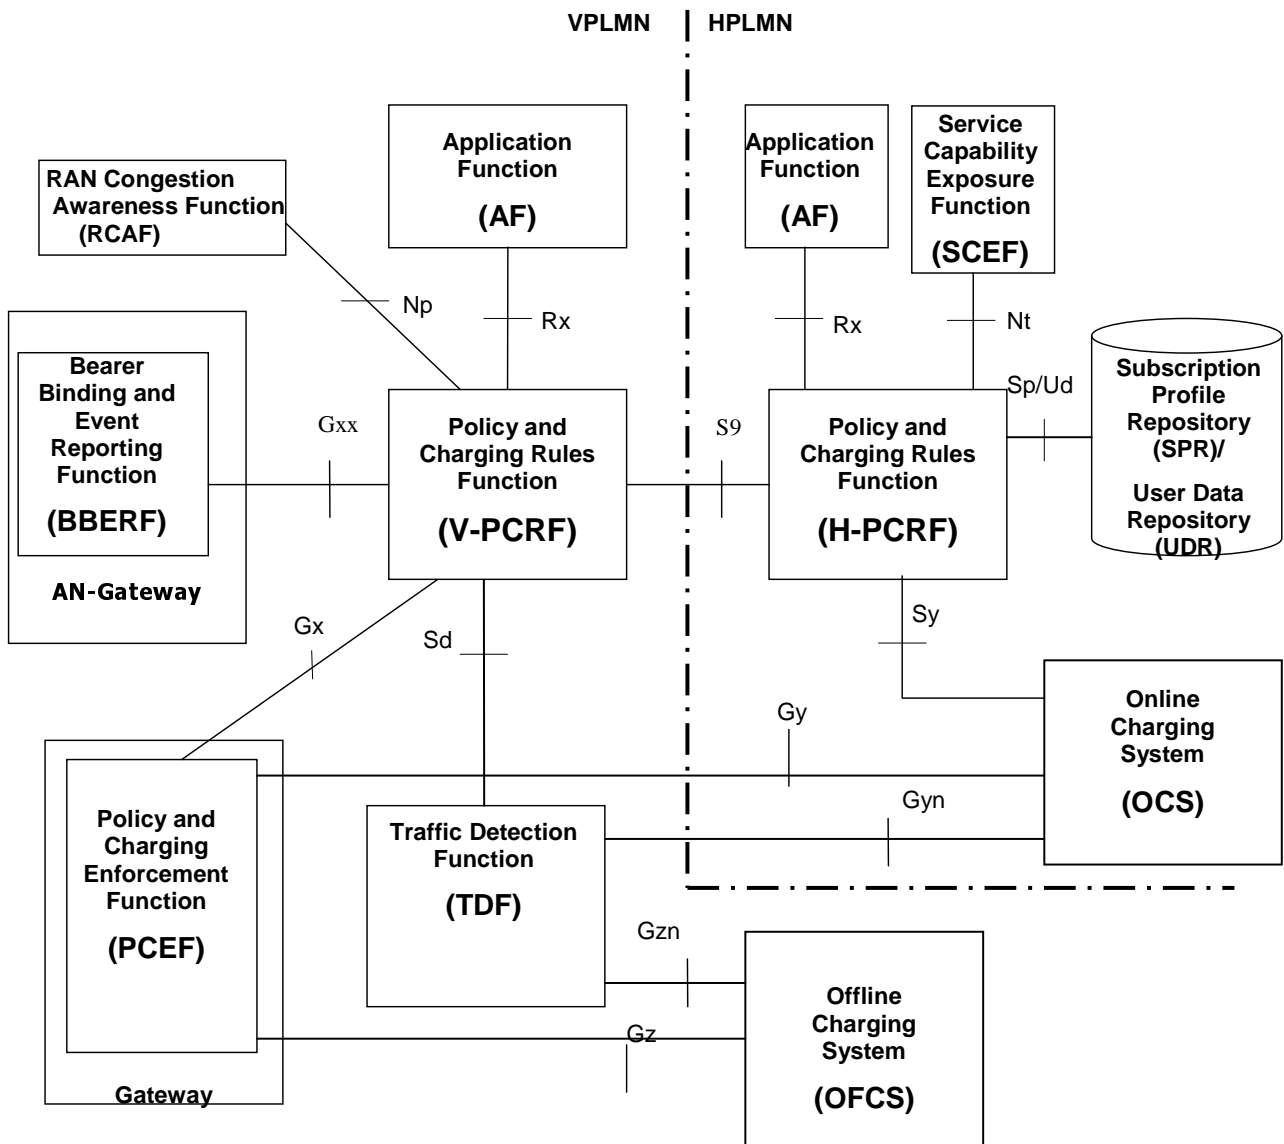 VPLMN
HPLMN
Application
Function
(AF)
Application
Function
(AF)
Service
Capability
Exposure
Function
(SCEF)
RAN Congestion
Awareness Function
(RCAF)
Np
Rx
Rx
Nt
Sp/Ud
Bearer
Binding and
Event
Reporting
Function
(BBERF)
AN-Gateway
Gxx
Policy and
Charging Rules
Function
(V-PCRF)
S9
Policy and
Charging Rules
Function
(H-PCRF)
Subscription
Profile
Repository
(SPR)/
User Data
Repository
(UDR)
Gx
Sd
Sy
Gy
Gyn
Online
Charging
System
(OCS)
Policy and
Charging
Enforcement
Function
(PCEF)
Gateway
Traffic Detection
Function
(TDF)
Gzn
Gz
Offline
Charging
System
(OFCS)